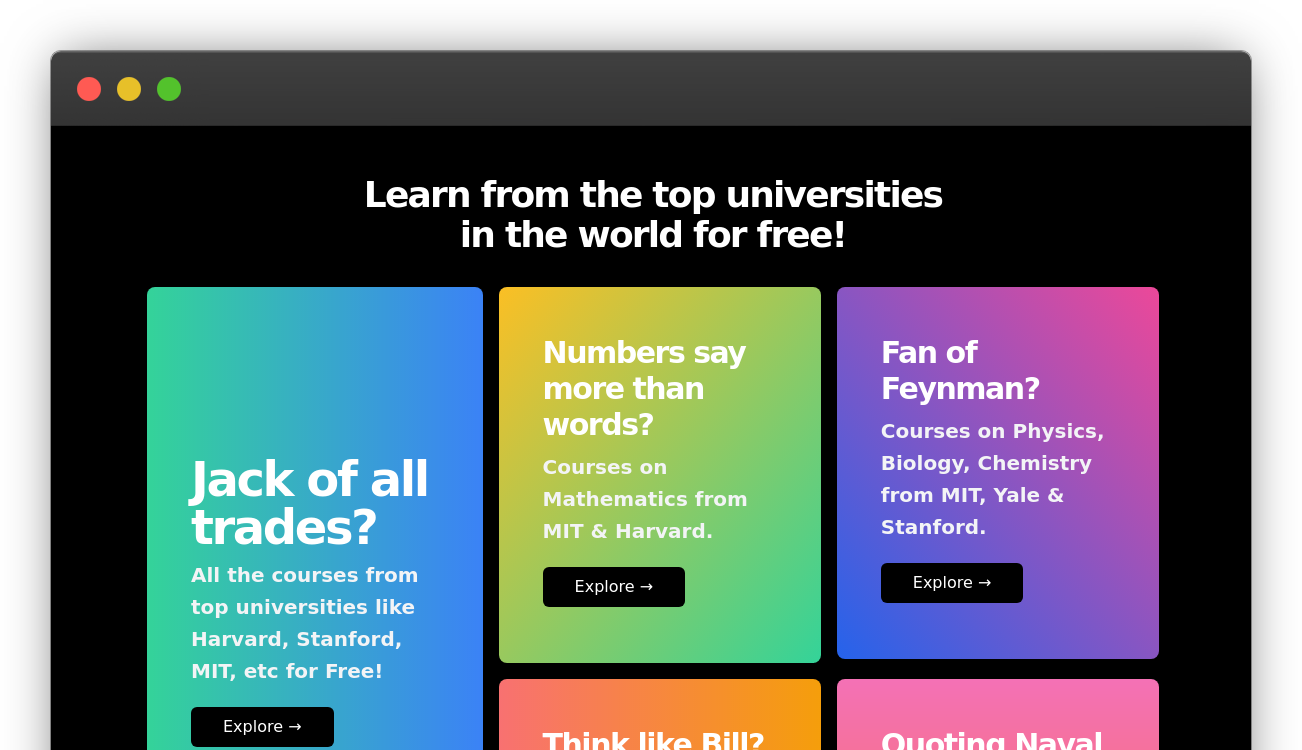 Learn from the top universities
in the world for free!
Jack of all
trades?
All the courses from
top universities like
Harvard, Stanford,
MIT, etc for Free!
Explore →
Numbers say
more than
words?
Courses on
Mathematics from
MIT & Harvard.
Explore →
Fan of
Feynman?
Courses on Physics,
Biology, Chemistry
from MIT, Yale &
Stanford.
Explore →
Think like Bill?
Quoting Naval